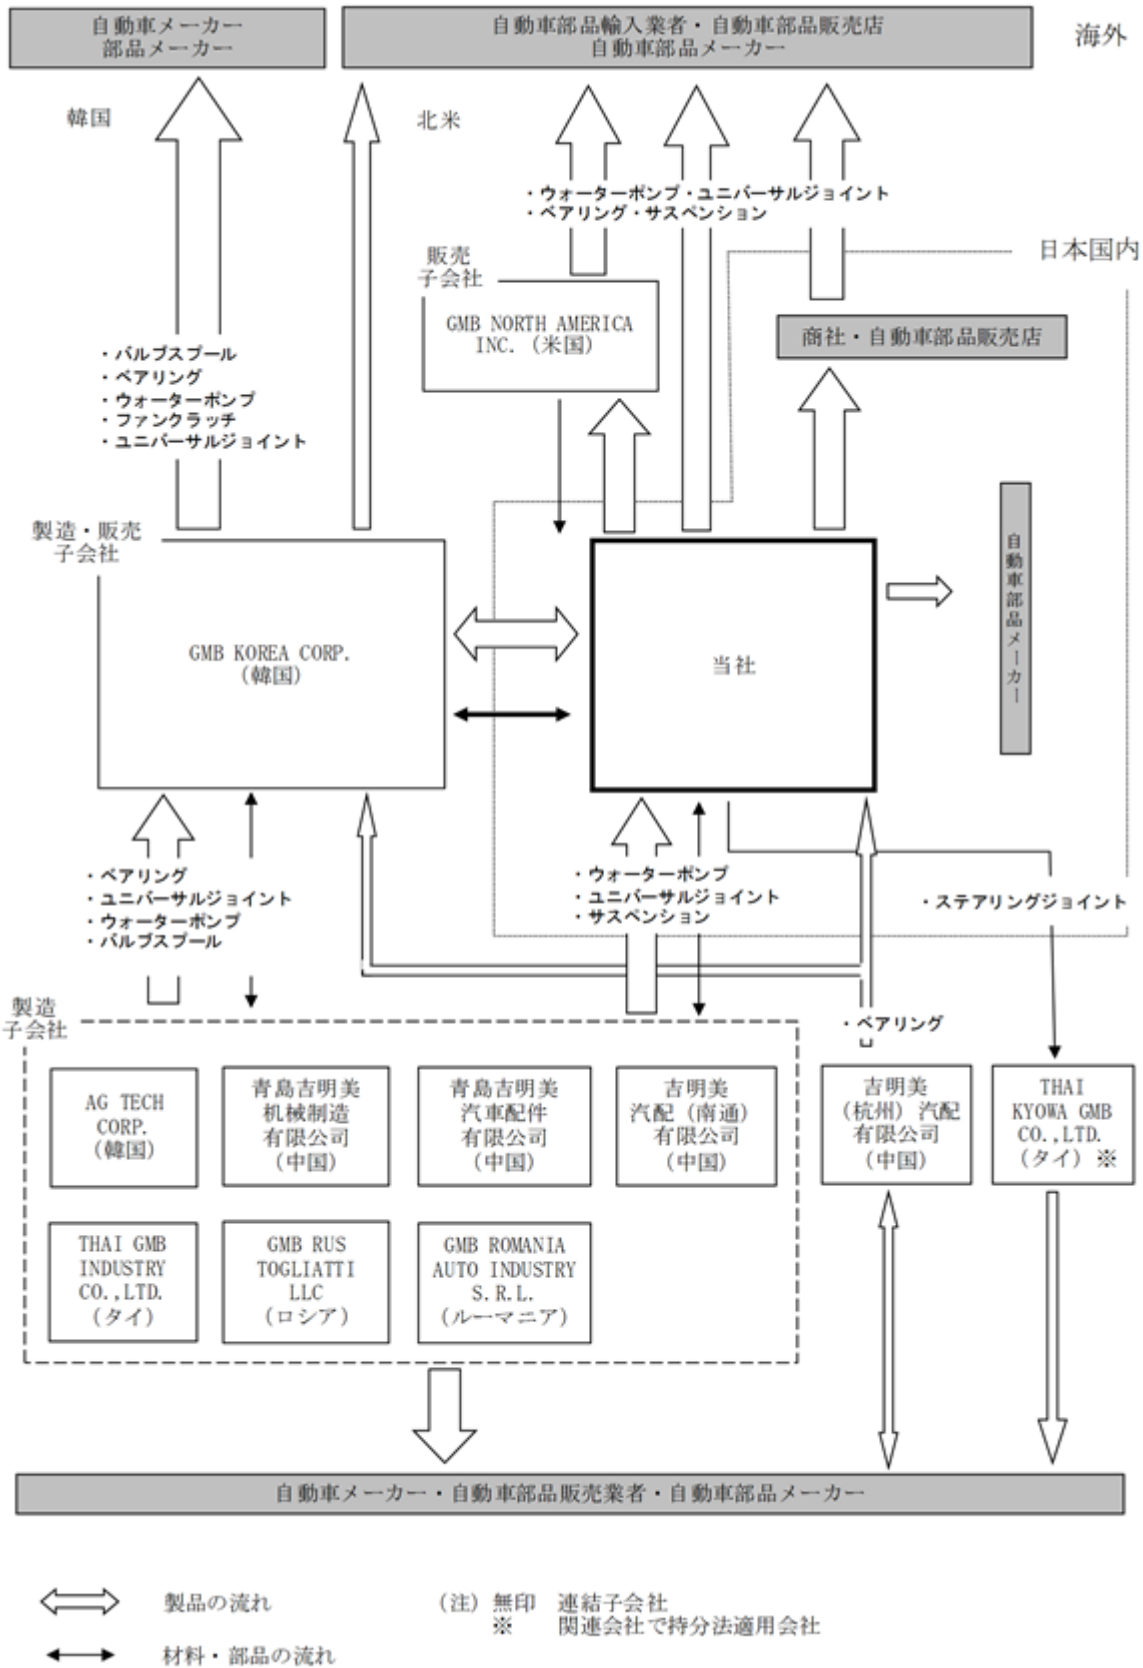 自動車メーカー
部品メーカー
自動車部品輸入業者・自動車部品販売店
自動車部品メーカー
海外
韓国
北米
・ウォーターポンプ・ユニバーサルジョイント
・ベアリング・サスペンション
日本国内
販売
子会社
GMB NORTH AMERICA
INC.（米国）
商社・自動車部品販売店
・バルブスプール
・ベアリング
・ウォーターポンプ
・ファンクラッチ
・ユニバーサルジョイント
製造・販売
子会社
GMB KOREA CORP.
（韓国）
当社
自動車部品メーカー
・ベアリング
・ユニバーサルジョイント
・ウォーターポンプ
・バルブスプール
・ウォーターポンプ
・ユニバーサルジョイント
・サスペンション
・ステアリングジョイント
・ベアリング
製造
子会社
AG TECH
CORP.
（韓国）
青島吉明美
机械制造
有限公司
（中国）
青島吉明美
汽車配件
有限公司
（中国）
吉明美
汽配（南通）
有限公司
（中国）
吉明美
（杭州）汽配
有限公司
（中国）
THAI
KYOWA GMB
CO.,LTD.
（タイ）※
THAI GMB
INDUSTRY
CO.,LTD.
（タイ）
GMB RUS
TOGLIATTI
LLC
（ロシア）
GMB ROMANIA
AUTO INDUSTRY
S.R.L.
（ルーマニア）
自動車メーカー・自動車部品販売業者・自動車部品メーカー
製品の流れ
材料・部品の流れ
（注）無印 連結子会社
※ 関連会社で持分法適用会社